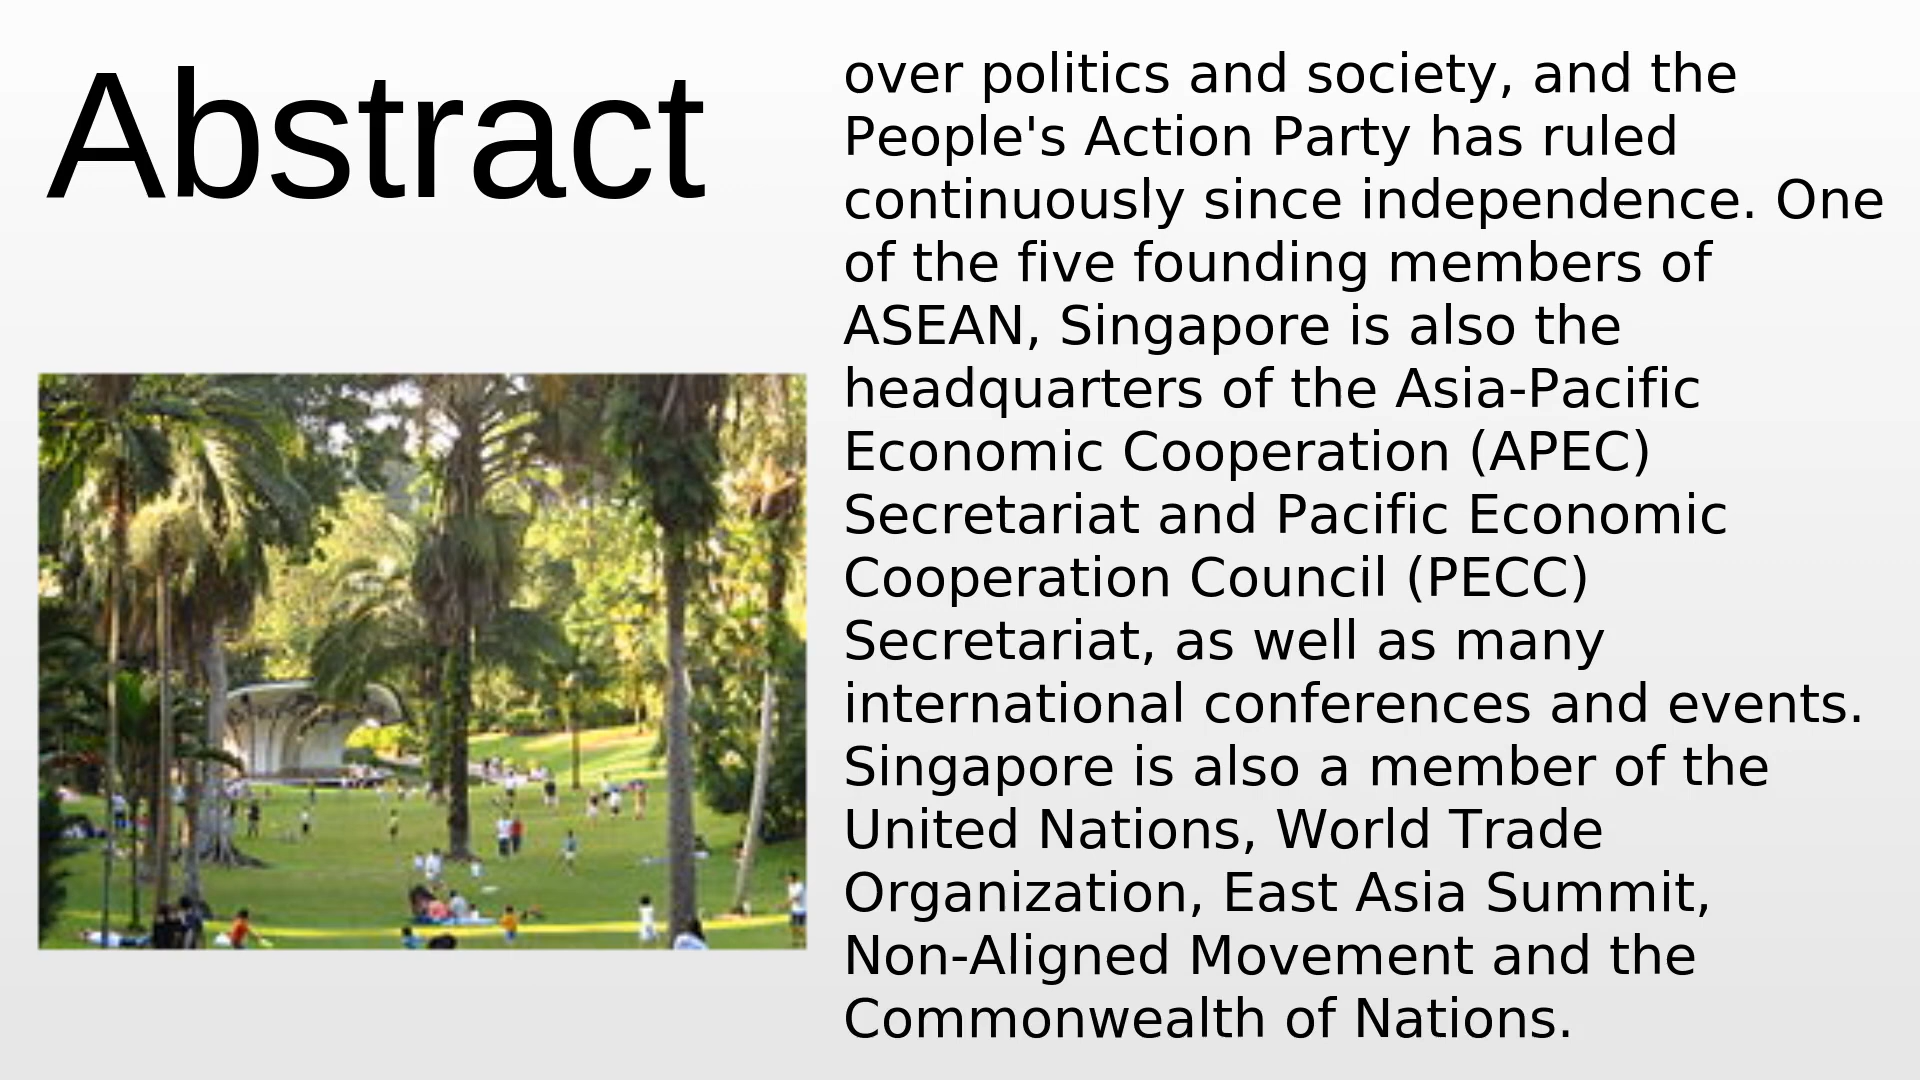 Abstract
over politics and society, and the
People's Action Party has ruled
continuously since independence. One
of the five founding members of
ASEAN, Singapore is also the
headquarters of the Asia-Pacific
Economic Cooperation (APEC)
Secretariat and Pacific Economic
Cooperation Council (PECC)
Secretariat, as well as many
international conferences and events.
Singapore is also a member of the
United Nations, World Trade
Organization, East Asia Summit,
Non-Aligned Movement and the
Commonwealth of Nations.